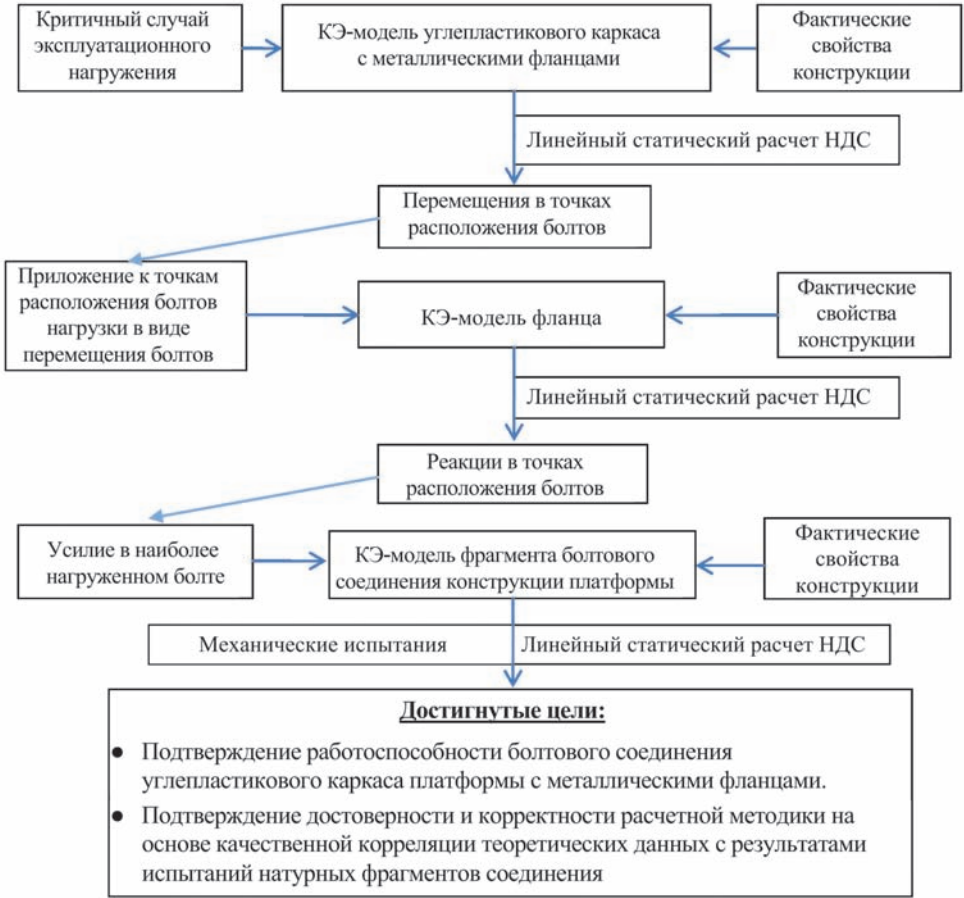 Критичный случай
эксплуатационного
нагружения
КЭ-модель углепластикового каркаса
с металлическими фланцами
Фактические
свойства
конструкции
Линейный статический расчет НДС
Перемещения в точках
расположения болтов
Приложение к точкам
расположения болтов
нагрузки в виде
перемещения болтов
КЭ-модель фланца
Фактические
свойства
конструкции
Линейный статический расчет НДС
Реакции в точках
расположения болтов
Усилие в наиболее
нагруженном болте
КЭ-модель фрагмента болтового
соединения конструкции платформы
Фактические
свойства
конструкции
Механические испытания
Линейный статический расчет НДС
Достигнутые цели:
● Подтверждение работоспособности болтового соединения
углепластикового каркаса платформы с металлическими фланцами.
● Подтверждение достоверности и корректности расчетной методики на
основе качественной корреляции теоретических данных с результатами
испытаний натурных фрагментов соединения